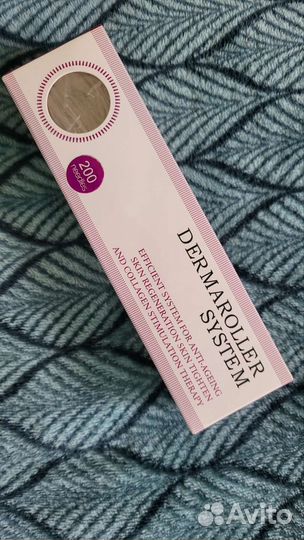 200
needles
DERMAROLLER
SYSTEM
EFFICIENT SYSTEM FOR ANTI-AGEING
SKIN REGENERATION SKIN TIGHTEN
AND COLLAGEN STIMULATION THERAPY
Avito